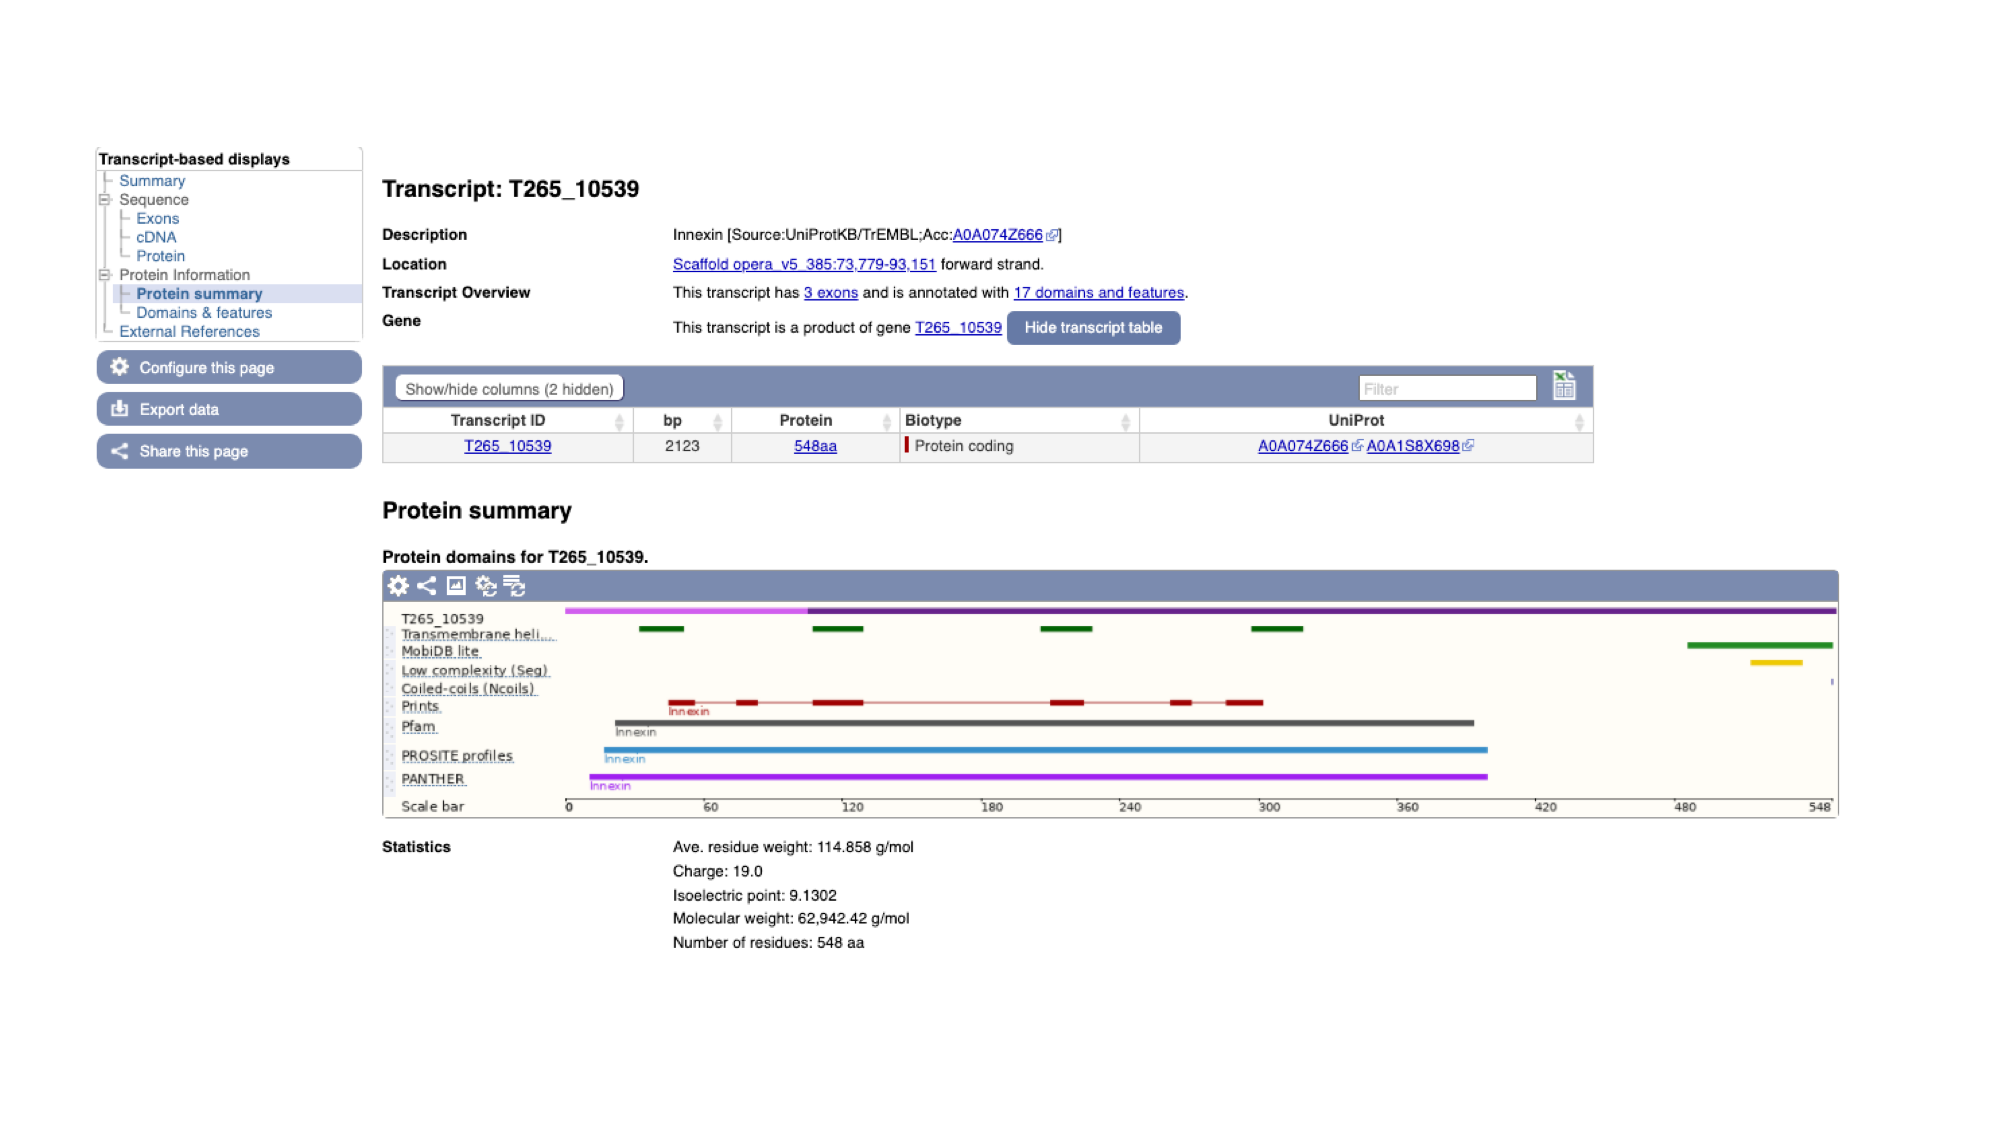 Transcript-based displays
Summary
Sequence
Exons
cDNA
Protein
Protein Information
Protein summary
Domains & features
External References
Configure this page
Export data
Share this page
Transcript: T265_10539
Description Innexin [Source:UniProtKB/TrEMBL;Acc:A0A074Z666]
Location Scaffold opera_v5_385:73,779-93,151 forward strand.
Transcript Overview This transcript has 3 exons and is annotated with 17 domains and features.
Gene This transcript is a product of gene T265_10539 Hide transcript table
Show/hide columns (2 hidden) Filter
Transcript ID bp Protein Biotype UniProt
T265_10539 2123 548aa Protein coding A0A074Z666 A0A1S8X698
Protein summary
Protein domains for T265_10539.
T265_10539
Transmembrane heli...
MobiDB lite
Low complexity (Seg)
Coiled-coils (Ncoils)
Prints
Innexin
Pfam
Innexin
PROSITE profiles
Innexin
PANTHER
Innexin
Scale bar 0 60 120 180 240 300 360 420 480 548
Statistics Ave. residue weight: 114.858 g/mol
Charge: 19.0
Isoelectric point: 9.1302
Molecular weight: 62,942.42 g/mol
Number of residues: 548 aa